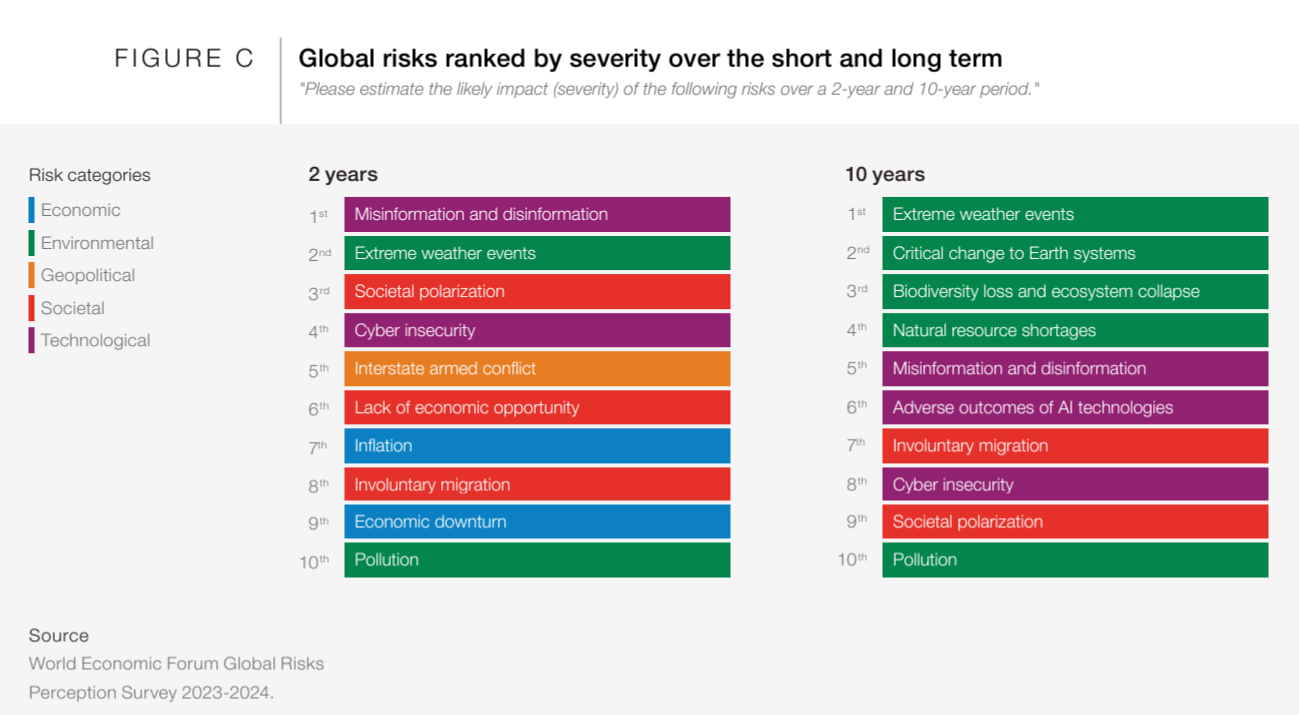 FIGURE C
Global risks ranked by severity over the short and long term
"Please estimate the likely impact (severity) of the following risks over a 2-year and 10-year period."
Risk categories
Economic
Environmental
Geopolitical
Societal
Technological
2 years
1st Misinformation and disinformation
2nd Extreme weather events
3rd Societal polarization
4th Cyber insecurity
5th Interstate armed conflict
6th Lack of economic opportunity
7th Inflation
8th Involuntary migration
9th Economic downturn
10th Pollution
10 years
1st Extreme weather events
2nd Critical change to Earth systems
3rd Biodiversity loss and ecosystem collapse
4th Natural resource shortages
5th Misinformation and disinformation
6th Adverse outcomes of AI technologies
7th Involuntary migration
8th Cyber insecurity
9th Societal polarization
10th Pollution
Source
World Economic Forum Global Risks
Perception Survey 2023-2024.